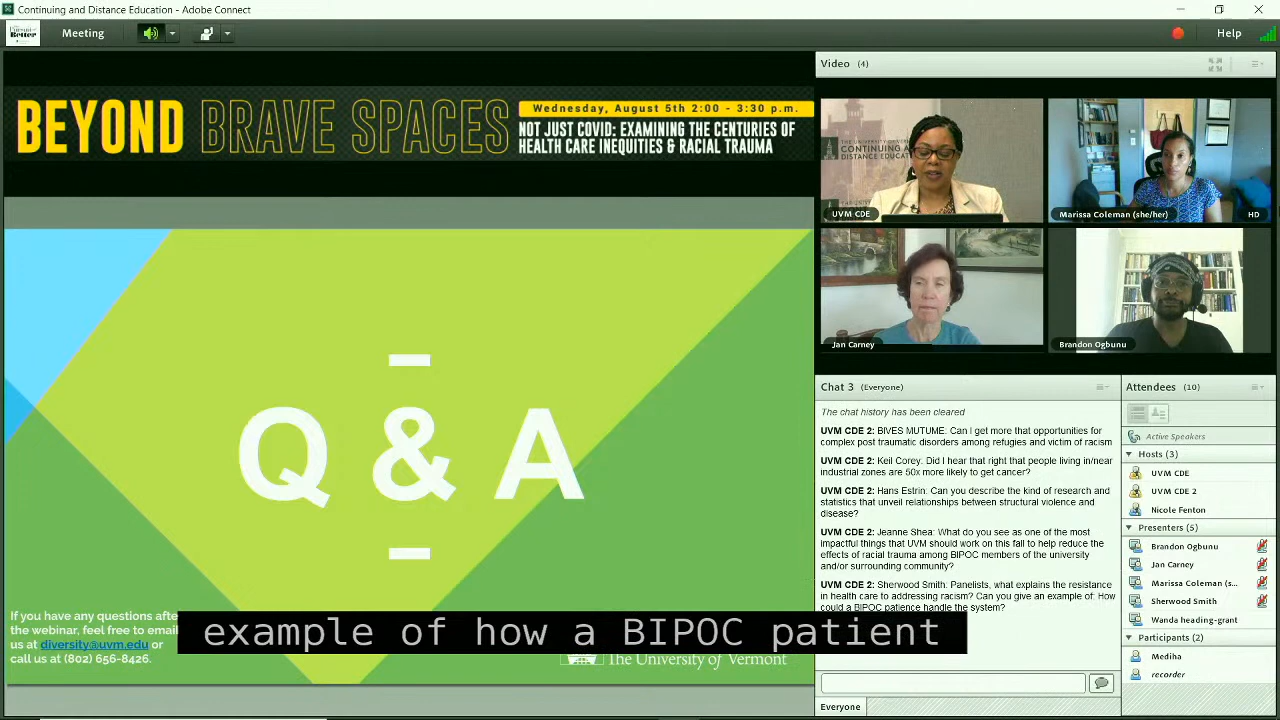 Continuing and Distance Education - Adobe Connect
Meeting
Help
BEYOND BRAVE SPACES
Wednesday, August 5th 2:00 - 3:30 p.m.
NOT JUST COVID: EXAMINING THE CENTURIES OF
HEALTH CARE INEQUITIES & RACIAL TRAUMA
Q & A
If you have any questions afte
the webinar, feel free to email
us at diversity@uvm.edu or
call us at (802) 656-8426.
The University of Vermont
example of how a BIPOC patient
Video (4)
CONTINUING AND
DISTANCE EDUCAT
UVM CDE
Marissa Coleman (she/her)
HD
Jan Carney
Brandon Ogbunu
Chat 3 (Everyone)
The chat history has been cleared
UVM CDE 2: BIVES MUTUME: Can I get more that opportunities for
complex post traumatic disorders among refugies and victim of racism
UVM CDE 2: Keil Corey: Did I hear that right that people living in/near
industrial zones are 50x more likely to get cancer?
UVM CDE 2: Hans Estrin: Can you describe the kind of research and
statistics that unveil relationships between structural violence and
disease?
UVM CDE 2: Jeanne Shea: What do you see as one of the most
impactful things that UVM should work on this fall to help reduce the
effects of racial trauma among BIPOC members of the university
and/or surrounding community?
UVM CDE 2: Sherwood Smith: Panelists, what explains the resistance
in health care to addressing racism? Can you give an example of: How
could a BIPOC patience handle the system?
Everyone
Attendees (10)
Active Speakers
Hosts (3)
UVM CDE
UVM CDE 2
Nicole Fenton
Presenters (5)
Brandon Ogbunu
Jan Carney
Marissa Coleman (s...
Sherwood Smith
Wanda heading-grant
Participants (2)
Mediha
recorder